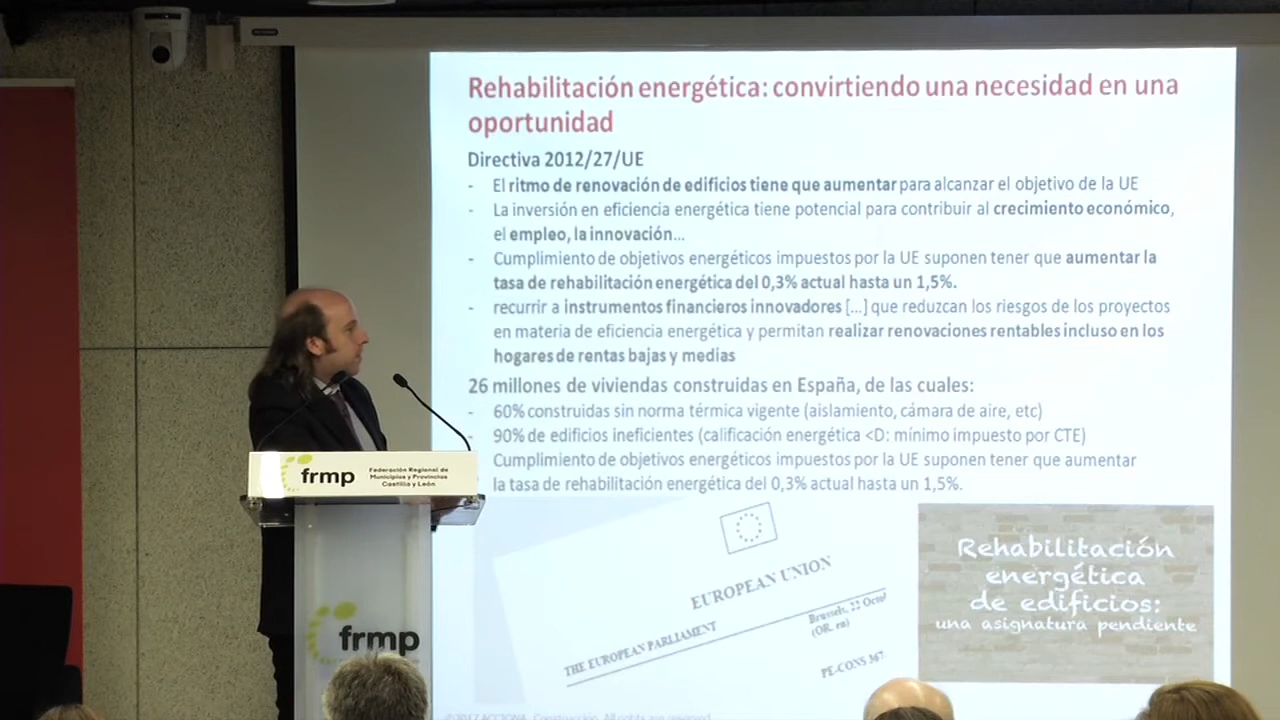 Rehabilitación energética: convirtiendo una necesidad en una
oportunidad
Directiva 2012/27/UE
- El ritmo de renovación de edificios tiene que aumentar para alcanzar el objetivo de la UE
- La inversión en eficiencia energética tiene potencial para contribuir al crecimiento económico,
el empleo, la innovación...
- Cumplimiento de objetivos energéticos impuestos por la UE suponen tener que aumentar la
tasa de rehabilitación energética del 0,3% actual hasta un 1,5%.
- recurrir a instrumentos financieros innovadores [...] que reduzcan los riesgos de los proyectos
en materia de eficiencia energética y permitan realizar renovaciones rentables incluso en los
hogares de rentas bajas y medias
26 millones de viviendas construidas en España, de las cuales:
- 60% construidas sin norma térmica vigente (aislamiento, cámara de aire, etc)
- 90% de edificios ineficientes (calificación energética <D: mínimo impuesto por CTE)
Cumplimiento de objetivos energéticos impuestos por la UE suponen tener que aumentar
la tasa de rehabilitación energética del 0,3% actual hasta un 1,5%.
EUROPEAN UNION
THE EUROPEAN PARLIAMENT
Brussels, 22 Octo
(OR. en)
PE-CONS 367
Rehabilitación
energética
de edificios:
una asignatura pendiente
©2017 ACCIONA Construcción. All rights are reserved
frmp
Federación Regional de
Municipios y Provincias
Castilla y León
frmp